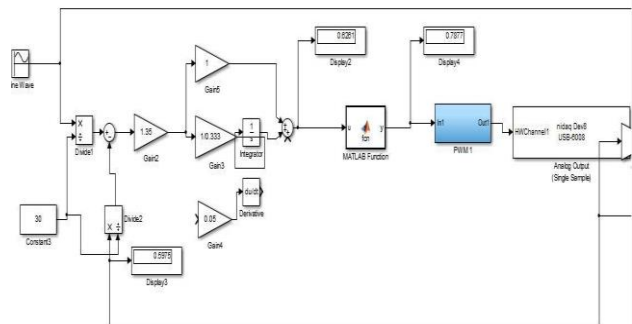 0.6261
Display2
0.7877
Display4
1
Gain5
ine Wave
X
÷
Divide1
1.35
Gain2
1/0.333
Gain3
1
s
Integrator
u
fcn
y
MATLAB Function
In1
Out1
PWM 1
HWChannel1
nidaq Dev8
USB-6008
Analog Output
(Single Sample)
30
Constant3
X ÷
Divide2
0.05
Gain4
du/dt
Derivative
0.5975
Display3